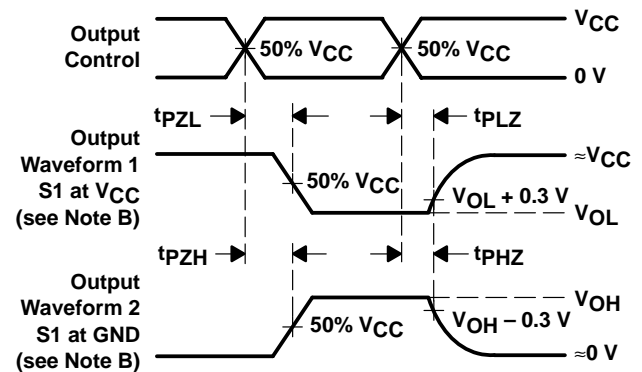 Output
Control
50% VCC
50% VCC
VCC
0 V
tPZL
tPLZ
Output
Waveform 1
S1 at VCC
(see Note B)
50% VCC
≈VCC
VOL + 0.3 V
VOL
tPZH
tPHZ
Output
Waveform 2
S1 at GND
(see Note B)
50% VCC
VOH
VOH – 0.3 V
≈0 V